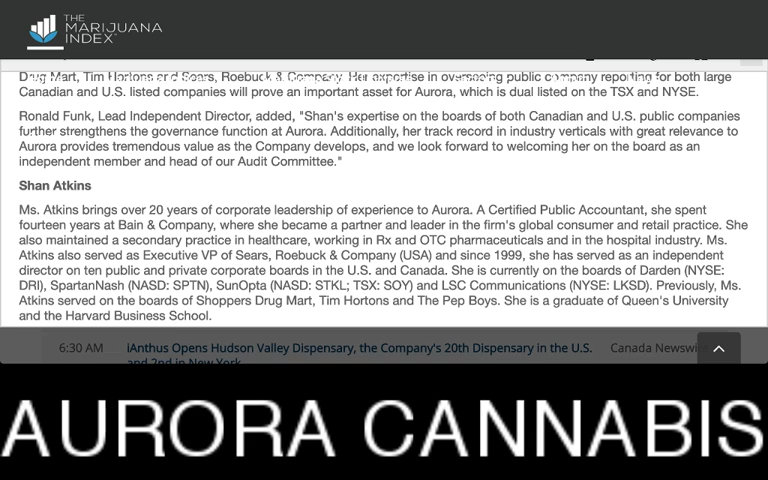 THE
MARIJUANA
INDEX™
Drug Mart, Tim Hortons and Sears, Roebuck & Company. Her expertise in overseeing public company reporting for both large
Canadian and U.S. listed companies will prove an important asset for Aurora, which is dual listed on the TSX and NYSE.
Ronald Funk, Lead Independent Director, added, "Shan's expertise on the boards of both Canadian and U.S. public companies
further strengthens the governance function at Aurora. Additionally, her track record in industry verticals with great relevance to
Aurora provides tremendous value as the Company develops, and we look forward to welcoming her on the board as an
independent member and head of our Audit Committee."
Shan Atkins
Ms. Atkins brings over 20 years of corporate leadership of experience to Aurora. A Certified Public Accountant, she spent
fourteen years at Bain & Company, where she became a partner and leader in the firm's global consumer and retail practice. She
also maintained a secondary practice in healthcare, working in Rx and OTC pharmaceuticals and in the hospital industry. Ms.
Atkins also served as Executive VP of Sears, Roebuck & Company (USA) and since 1999, she has served as an independent
director on ten public and private corporate boards in the U.S. and Canada. She is currently on the boards of Darden (NYSE:
DRI), SpartanNash (NASD: SPTN), SunOpta (NASD: STKL; TSX: SOY) and LSC Communications (NYSE: LKSD). Previously, Ms.
Atkins served on the boards of Shoppers Drug Mart, Tim Hortons and The Pep Boys. She is a graduate of Queen's University
and the Harvard Business School.
6:30 AM iAnthus Opens Hudson Valley Dispensary, the Company's 20th Dispensary in the U.S. Canada
and 2nd in New York
AURORA CANNABIS